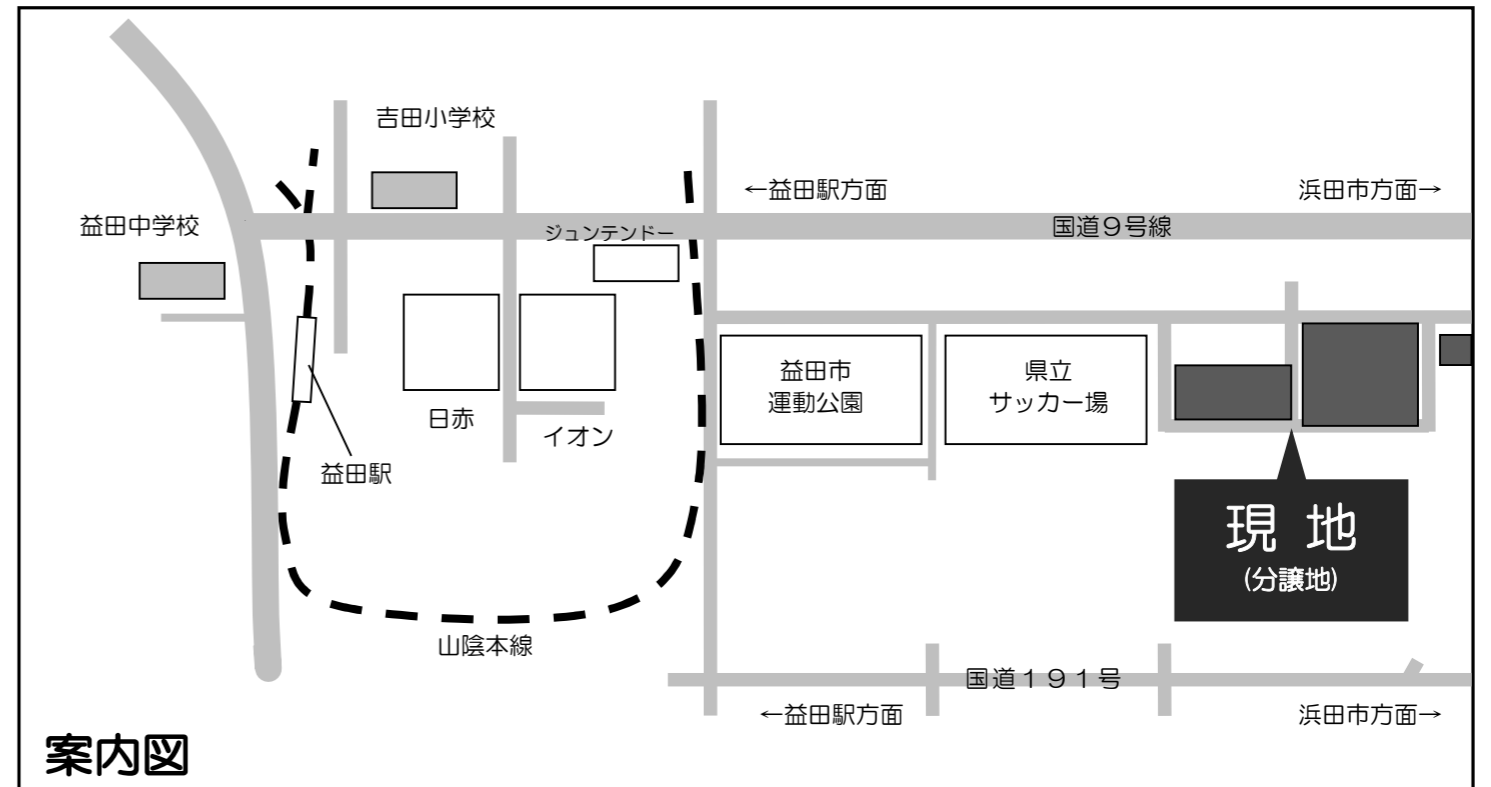 吉田小学校
←益田駅方面
浜田市方面→
益田中学校
国道9号線
ジュンテンドー
益田市
運動公園
県立
サッカー場
日赤
イオン
益田駅
現 地
(分譲地)
山陰本線
国道191号
←益田駅方面
浜田市方面→
案内図